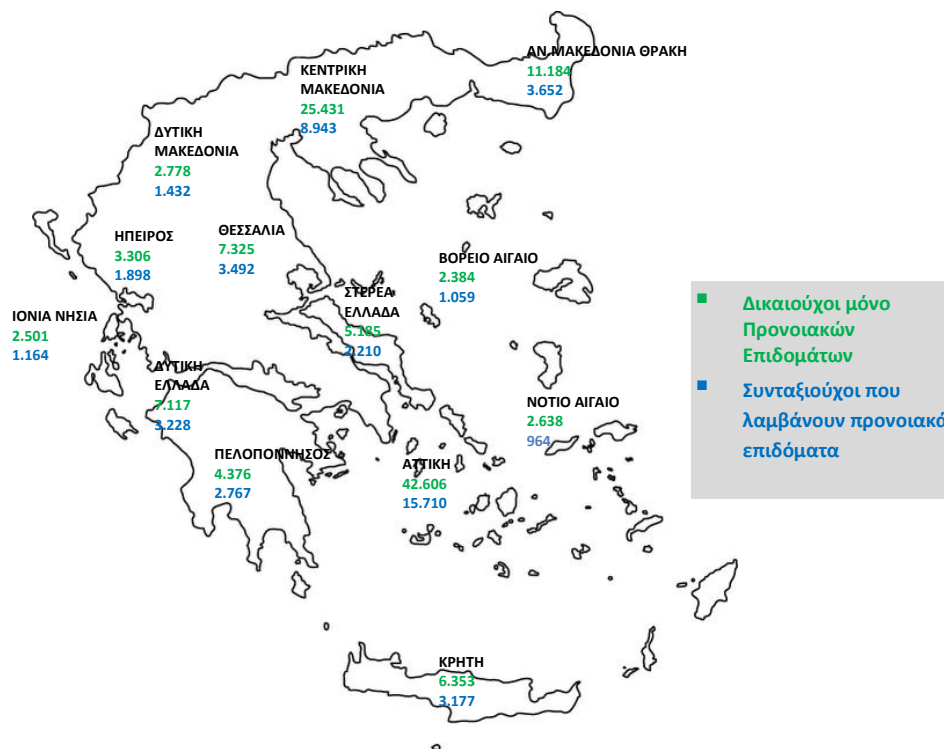 ΑΝ.ΜΑΚΕΔΟΝΙΑ ΘΡΑΚΗ
11.184
3.652
ΚΕΝΤΡΙΚΗ
ΜΑΚΕΔΟΝΙΑ
25.431
8.943
ΔΥΤΙΚΗ
ΜΑΚΕΔΟΝΙΑ
2.778
1.432
ΗΠΕΙΡΟΣ
3.306
1.898
ΘΕΣΣΑΛΙΑ
7.325
3.492
ΒΟΡΕΙΟ ΑΙΓΑΙΟ
2.384
1.059
ΣΤΕΡΕΑ
ΕΛΛΑΔΑ
5.185
2.210
ΙΟΝΙΑ ΝΗΣΙΑ
2.501
1.164
ΔΥΤΙΚΗ
ΕΛΛΑΔΑ
7.117
3.228
ΝΟΤΙΟ ΑΙΓΑΙΟ
2.638
964
ΠΕΛΟΠΟΝΝΗΣΟΣ
4.376
2.767
ΑΤΤΙΚΗ
42.606
15.710
ΚΡΗΤΗ
6.353
3.177
Δικαιούχοι μόνο
Προνοιακών
Επιδομάτων
Συνταξιούχοι που
λαμβάνουν προνοιακά
επιδόματα